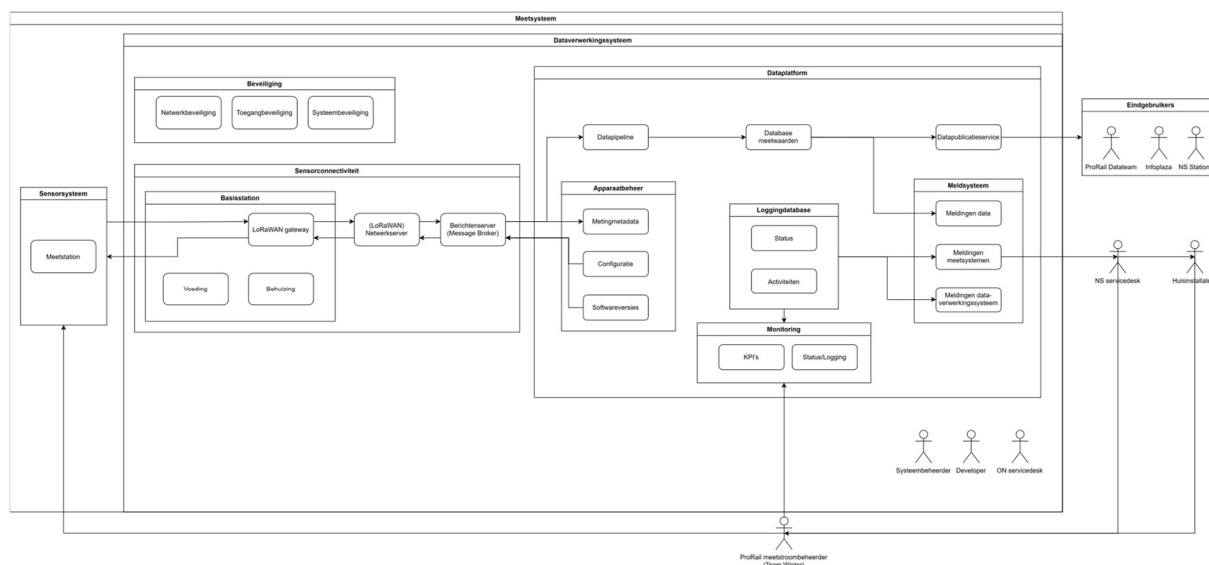 Meetsysteem
Dataverwerkingssysteem
Beveiliging
Netwerkbeveiliging
Toegangbeveiliging
Systeembeveiliging
Sensorconnectiviteit
Basisstation
LoRaWAN gateway
Voeding
Behuizing
(LoRaWAN)
Netwerkserver
Berichtenserver
(Message Broker)
Sensorsysteem
Meetstation
Dataplatform
Datapipeline
Database
meetwaarden
Datapublicatieservice
Apparaatbeheer
Metingmetadata
Configuratie
Softwareversies
Loggingdatabase
Status
Activiteiten
Monitoring
KPI's
Status/Logging
Meldsysteem
Meldingen data
Meldingen
meetsystemen
Meldingen data-
verwerkingssysteem
Eindgebruikers
ProRail Datateam
Infoplaza
NS Station
NS servicedesk
Huisinstallate
Systeembeheerder
Developer
ON servicedesk
ProRail meetstroombeheerder
(Team Winter)